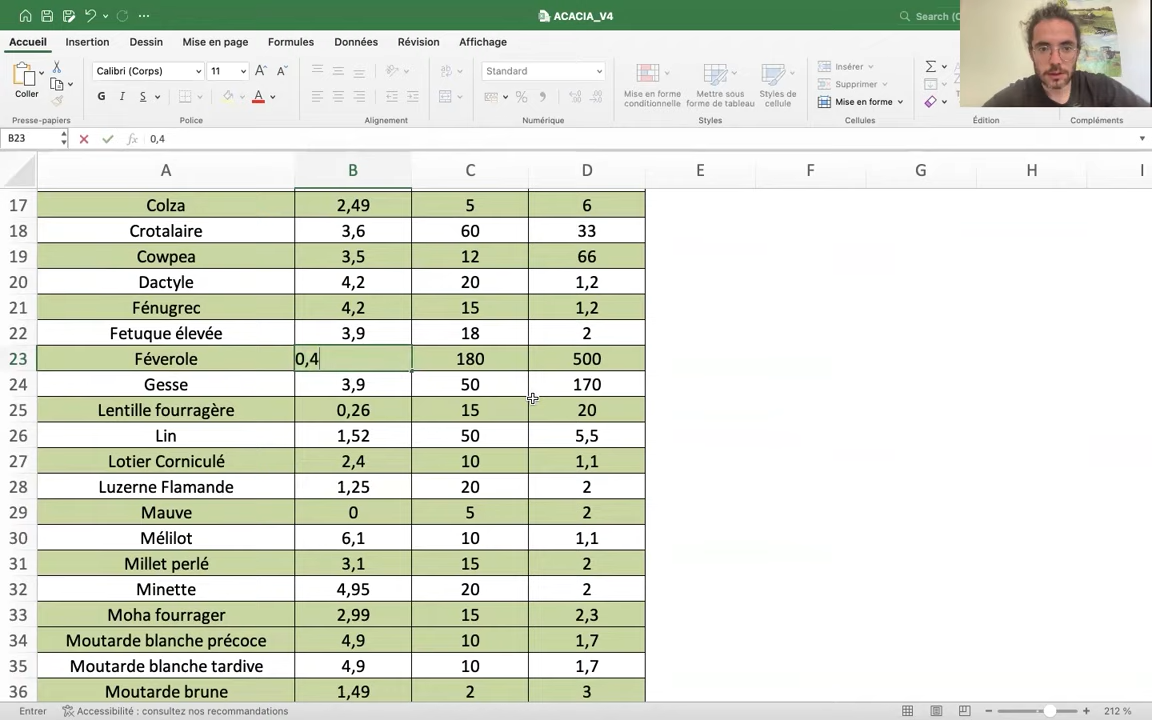 ACACIA_V4
Search (C
Accueil Insertion Dessin Mise en page Formules Données Révision Affichage
Coller
Calibri (Corps) 11 A A
G I S A
Standard
Mise en forme conditionnelle
Mettre sous forme de tableau
Styles de cellule
Insérer
Supprimer
Mise en forme
Presse-papiers Police Alignement Numérique Styles Cellules Édition Compléments
B23 fx 0,4
A B C D E F G H I
17 Colza 2,49 5 6
18 Crotalaire 3,6 60 33
19 Cowpea 3,5 12 66
20 Dactyle 4,2 20 1,2
21 Fénugrec 4,2 15 1,2
22 Fetuque élevée 3,9 18 2
23 Féverole 0,4 180 500
24 Gesse 3,9 50 170
25 Lentille fourragère 0,26 15 20
26 Lin 1,52 50 5,5
27 Lotier Corniculé 2,4 10 1,1
28 Luzerne Flamande 1,25 20 2
29 Mauve 0 5 2
30 Mélilot 6,1 10 1,1
31 Millet perlé 3,1 15 2
32 Minette 4,95 20 2
33 Moha fourrager 2,99 15 2,3
34 Moutarde blanche précoce 4,9 10 1,7
35 Moutarde blanche tardive 4,9 10 1,7
36 Moutarde brune 1,49 2 3
Entrer Accessibilité : consultez nos recommandations 212 %